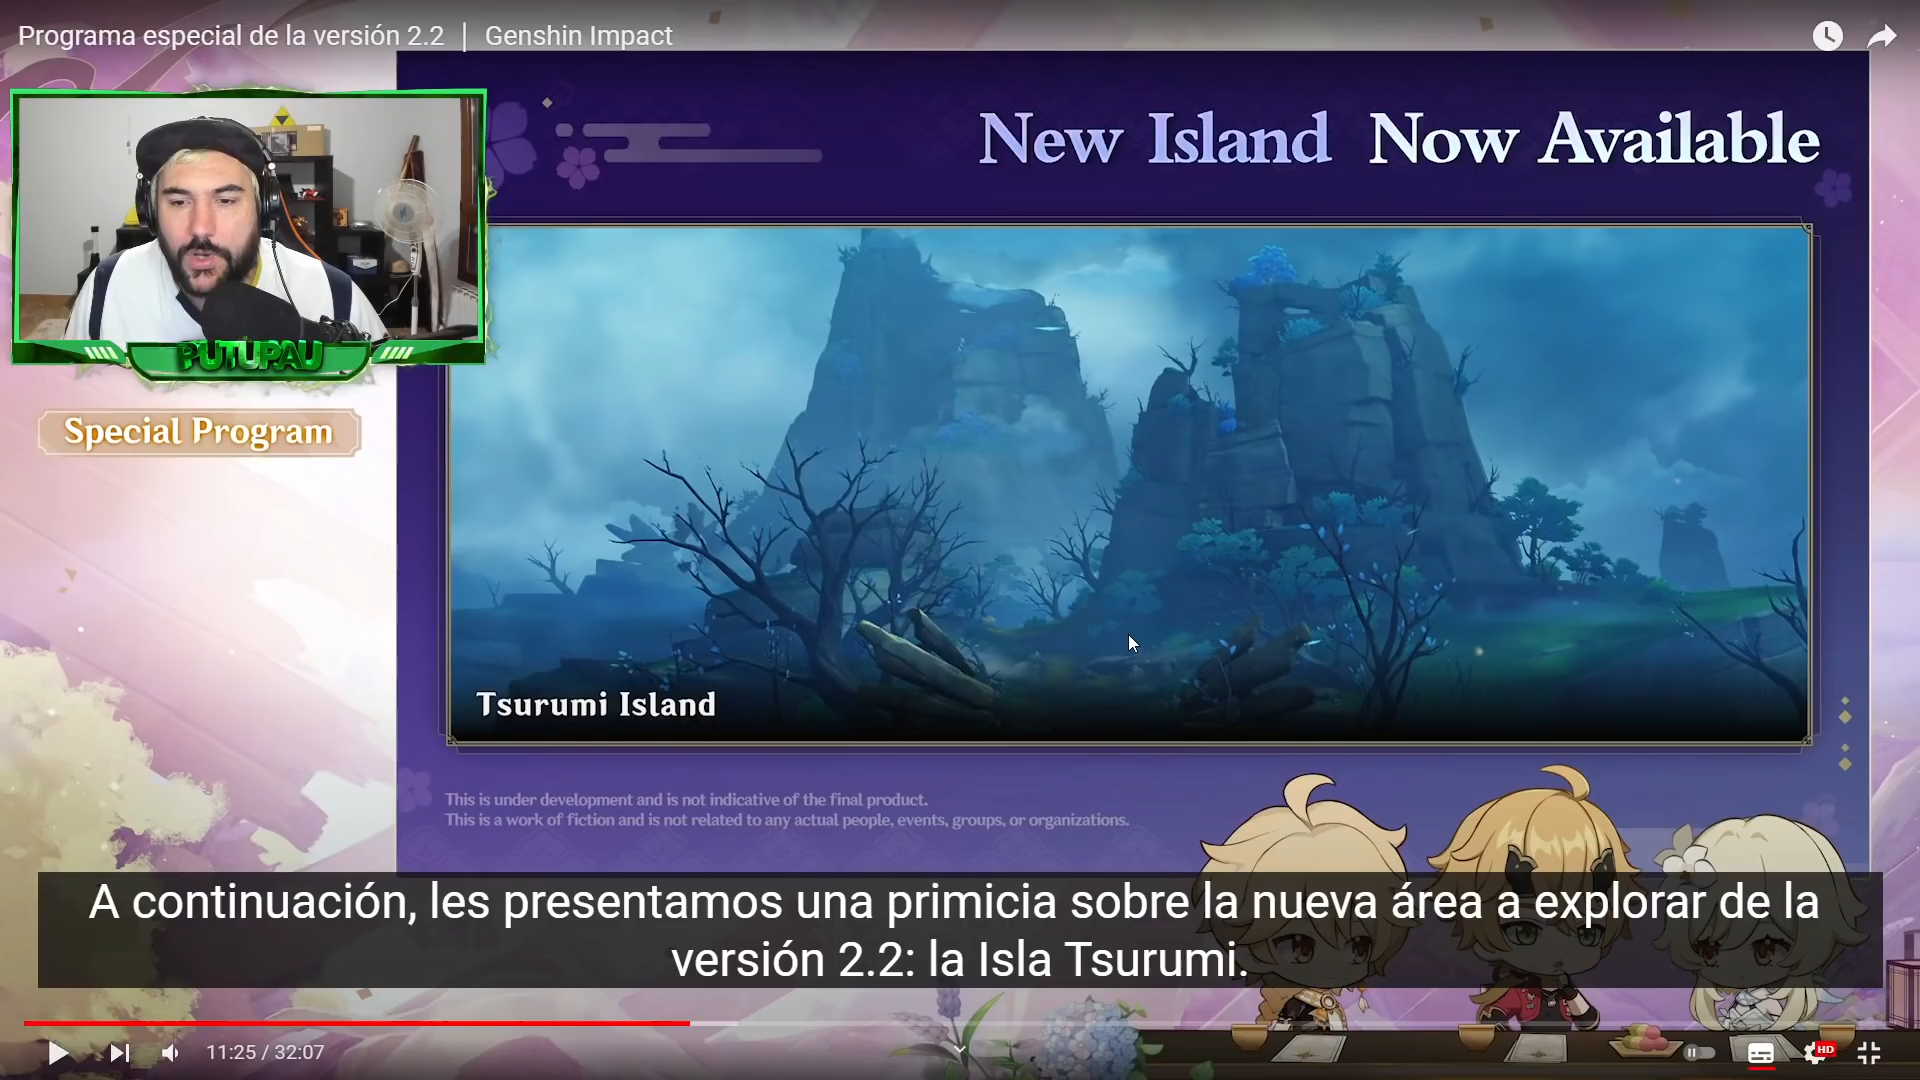 Programa especial de la versión 2.2 | Genshin Impact
New Island Now Available
PUTUPAU
Special Program
Tsurumi Island
This is under development and is not indicative of the final product.
This is a work of fiction and is not related to any actual people, events, groups, or organizations.
A continuación, les presentamos una primicia sobre la nueva área a explorar de la
versión 2.2: la Isla Tsurumi.
11:25 / 32:07
HD